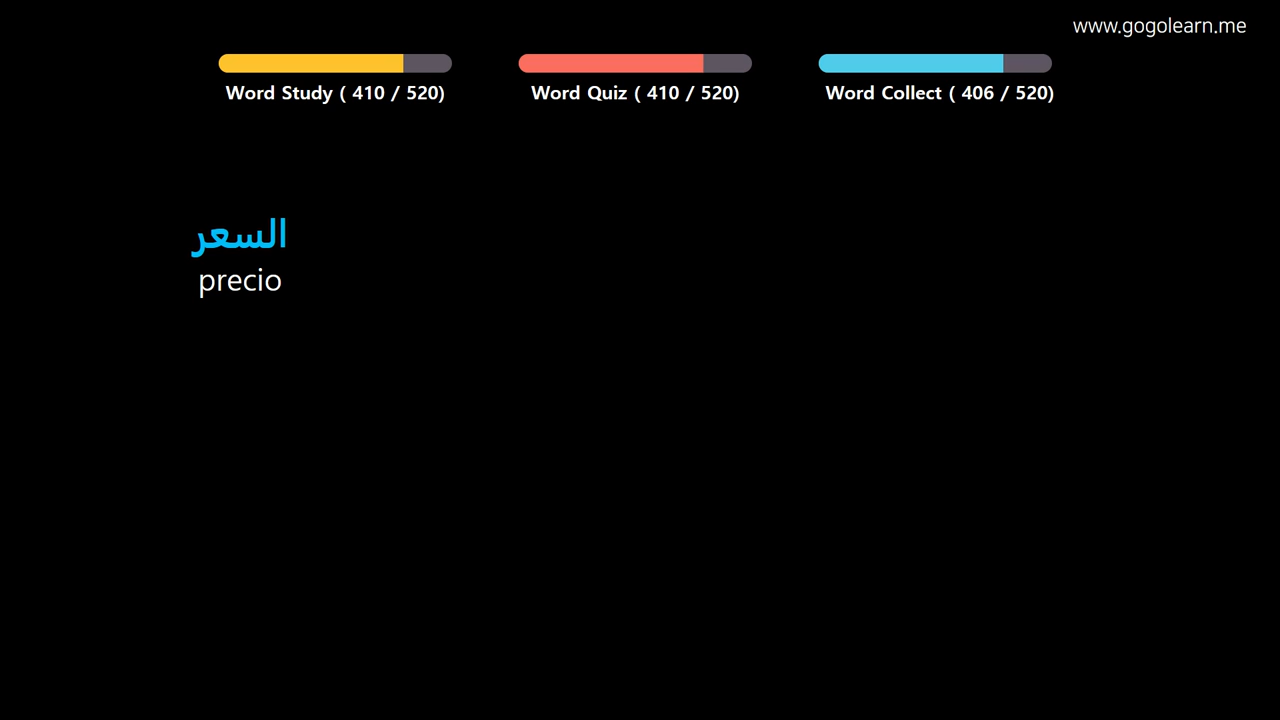 www.gogolearn.me
Word Study ( 410 / 520)
Word Quiz ( 410 / 520)
Word Collect ( 406 / 520)
السعر
precio